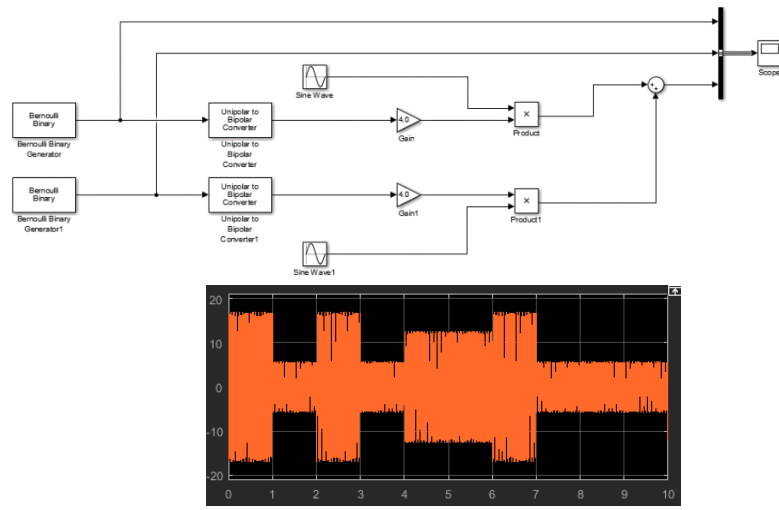 Scope
Sine Wave
Bernoulli
Binary
Bernoulli Binary
Generator
Unipolar to
Bipolar
Converter
Unipolar to
Bipolar
Converter
4.0
Gain
×
Product
Bernoulli
Binary
Bernoulli Binary
Generator1
Unipolar to
Bipolar
Converter
Unipolar to
Bipolar
Converter1
4.0
Gain1
×
Product1
Sine Wave1
+
+
20
10
0
-10
-20
0 1 2 3 4 5 6 7 8 9 10